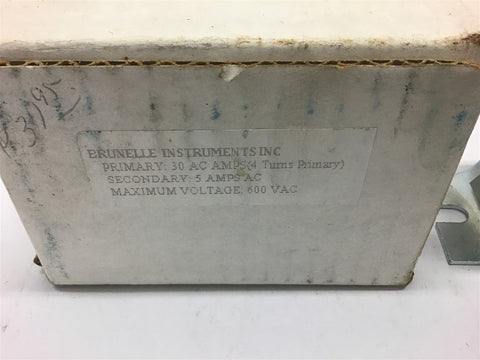 BRUNELLE INSTRUMENTS INC
PRIMARY: 30 AC AMPS(4 Turns Primary)
SECONDARY: 5 AMPS AC
MAXIMUM VOLTAGE: 600 VAC